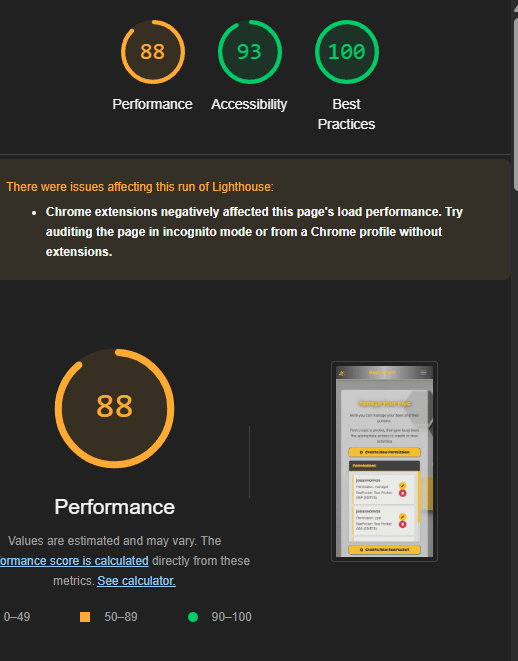 88
93
100
Performance
Accessibility
Best
Practices
There were issues affecting this run of Lighthouse:
Chrome extensions negatively affected this page's load performance. Try
auditing the page in incognito mode or from a Chrome profile without
extensions.
88
Performance
Values are estimated and may vary. The
ormance score is calculated directly from these
metrics. See calculator.
0–49
50–89
90–100